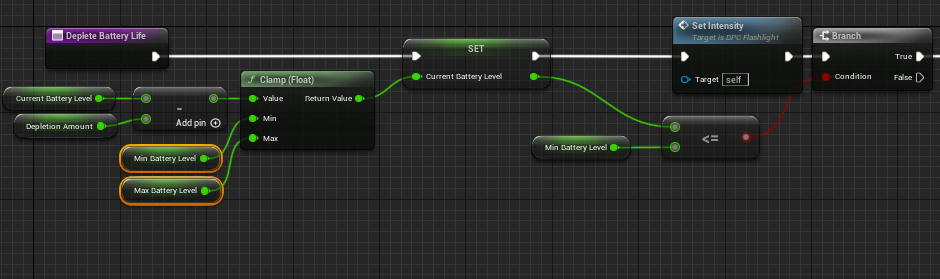 Deplete Battery Life
SET
Set Intensity
Target is BPC Flashlight
Branch
True
Current Battery Level
Target
self
Condition
False
Clamp (Float)
Current Battery Level
-
Value
Return Value
Depletion Amount
Add pin
Min
Max
Min Battery Level
Max Battery Level
Min Battery Level
<=